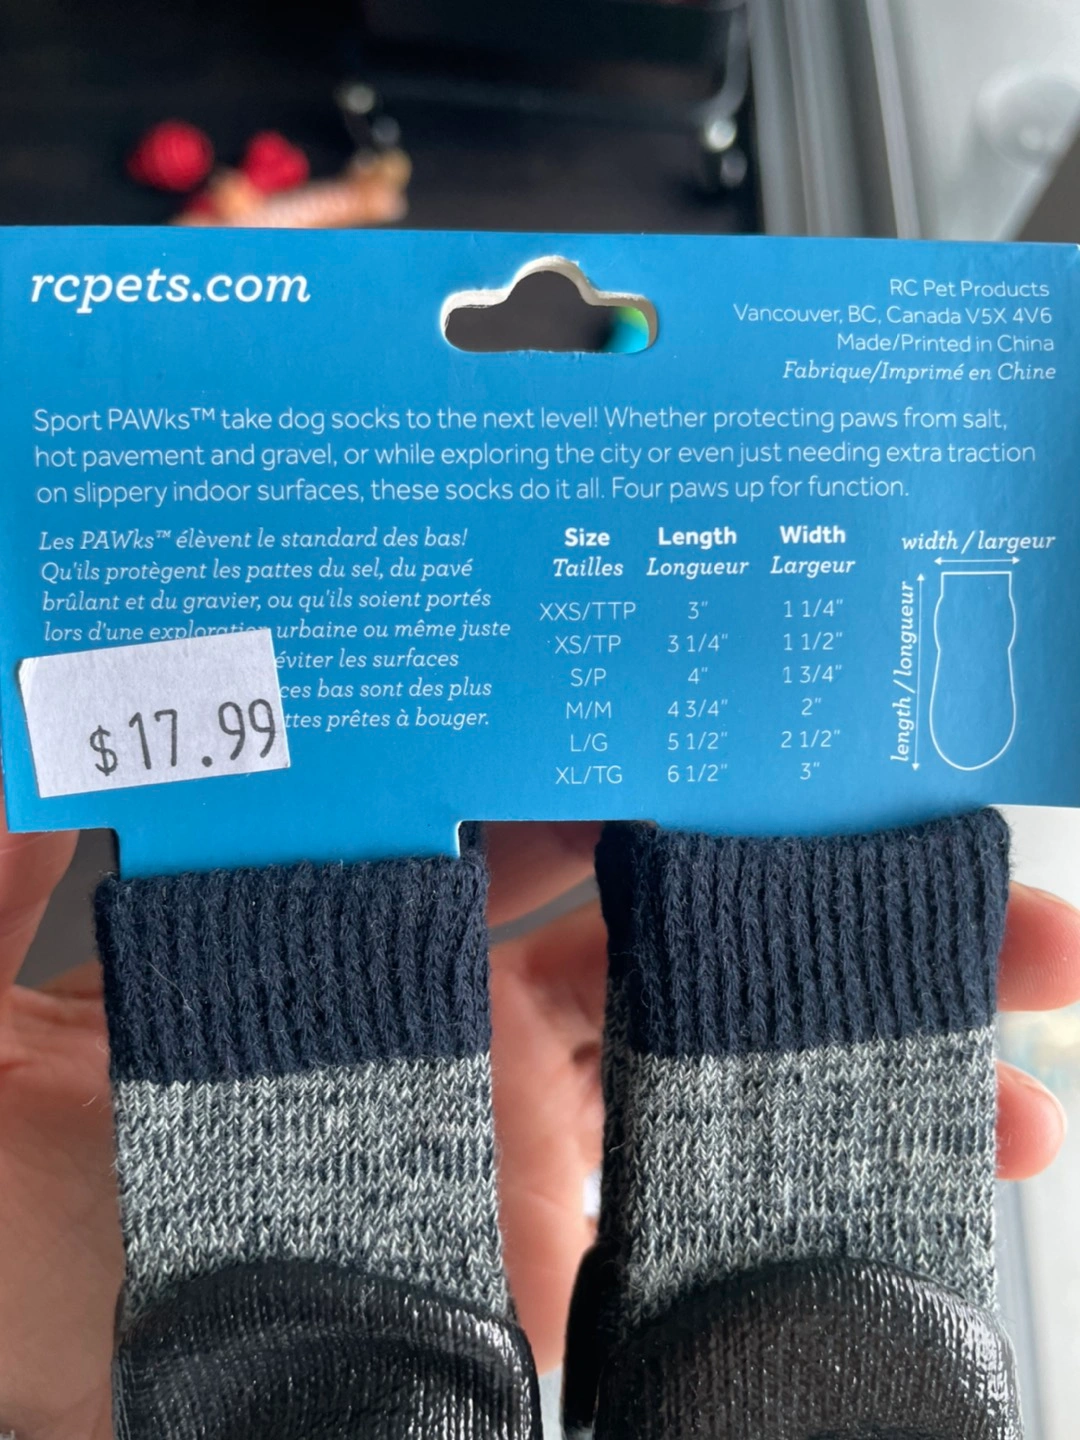 rcpets.com
RC Pet Products
Vancouver, BC, Canada V5X 4V6
Made/Printed in China
Fabrique/Imprimé en Chine
Sport PAWks™ take dog socks to the next level! Whether protecting paws from salt,
hot pavement and gravel, or while exploring the city or even just needing extra traction
on slippery indoor surfaces, these socks do it all. Four paws up for function.
Les PAWks™ élèvent le standard des bas!
Qu'ils protègent les pattes du sel, du pavé
brûlant et du gravier, ou qu'ils soient portés
lors d'une exploration urbaine ou même juste
éviter les surfaces
ces bas sont des plus
ttes prêtes à bouger.
$17.99
Size Length Width
Tailles Longueur Largeur
XXS/TTP 3" 1 1/4"
XS/TP 3 1/4" 1 1/2"
S/P 4" 1 3/4"
M/M 4 3/4" 2"
L/G 5 1/2" 2 1/2"
XL/TG 6 1/2" 3"
width/largeur
length/longueur